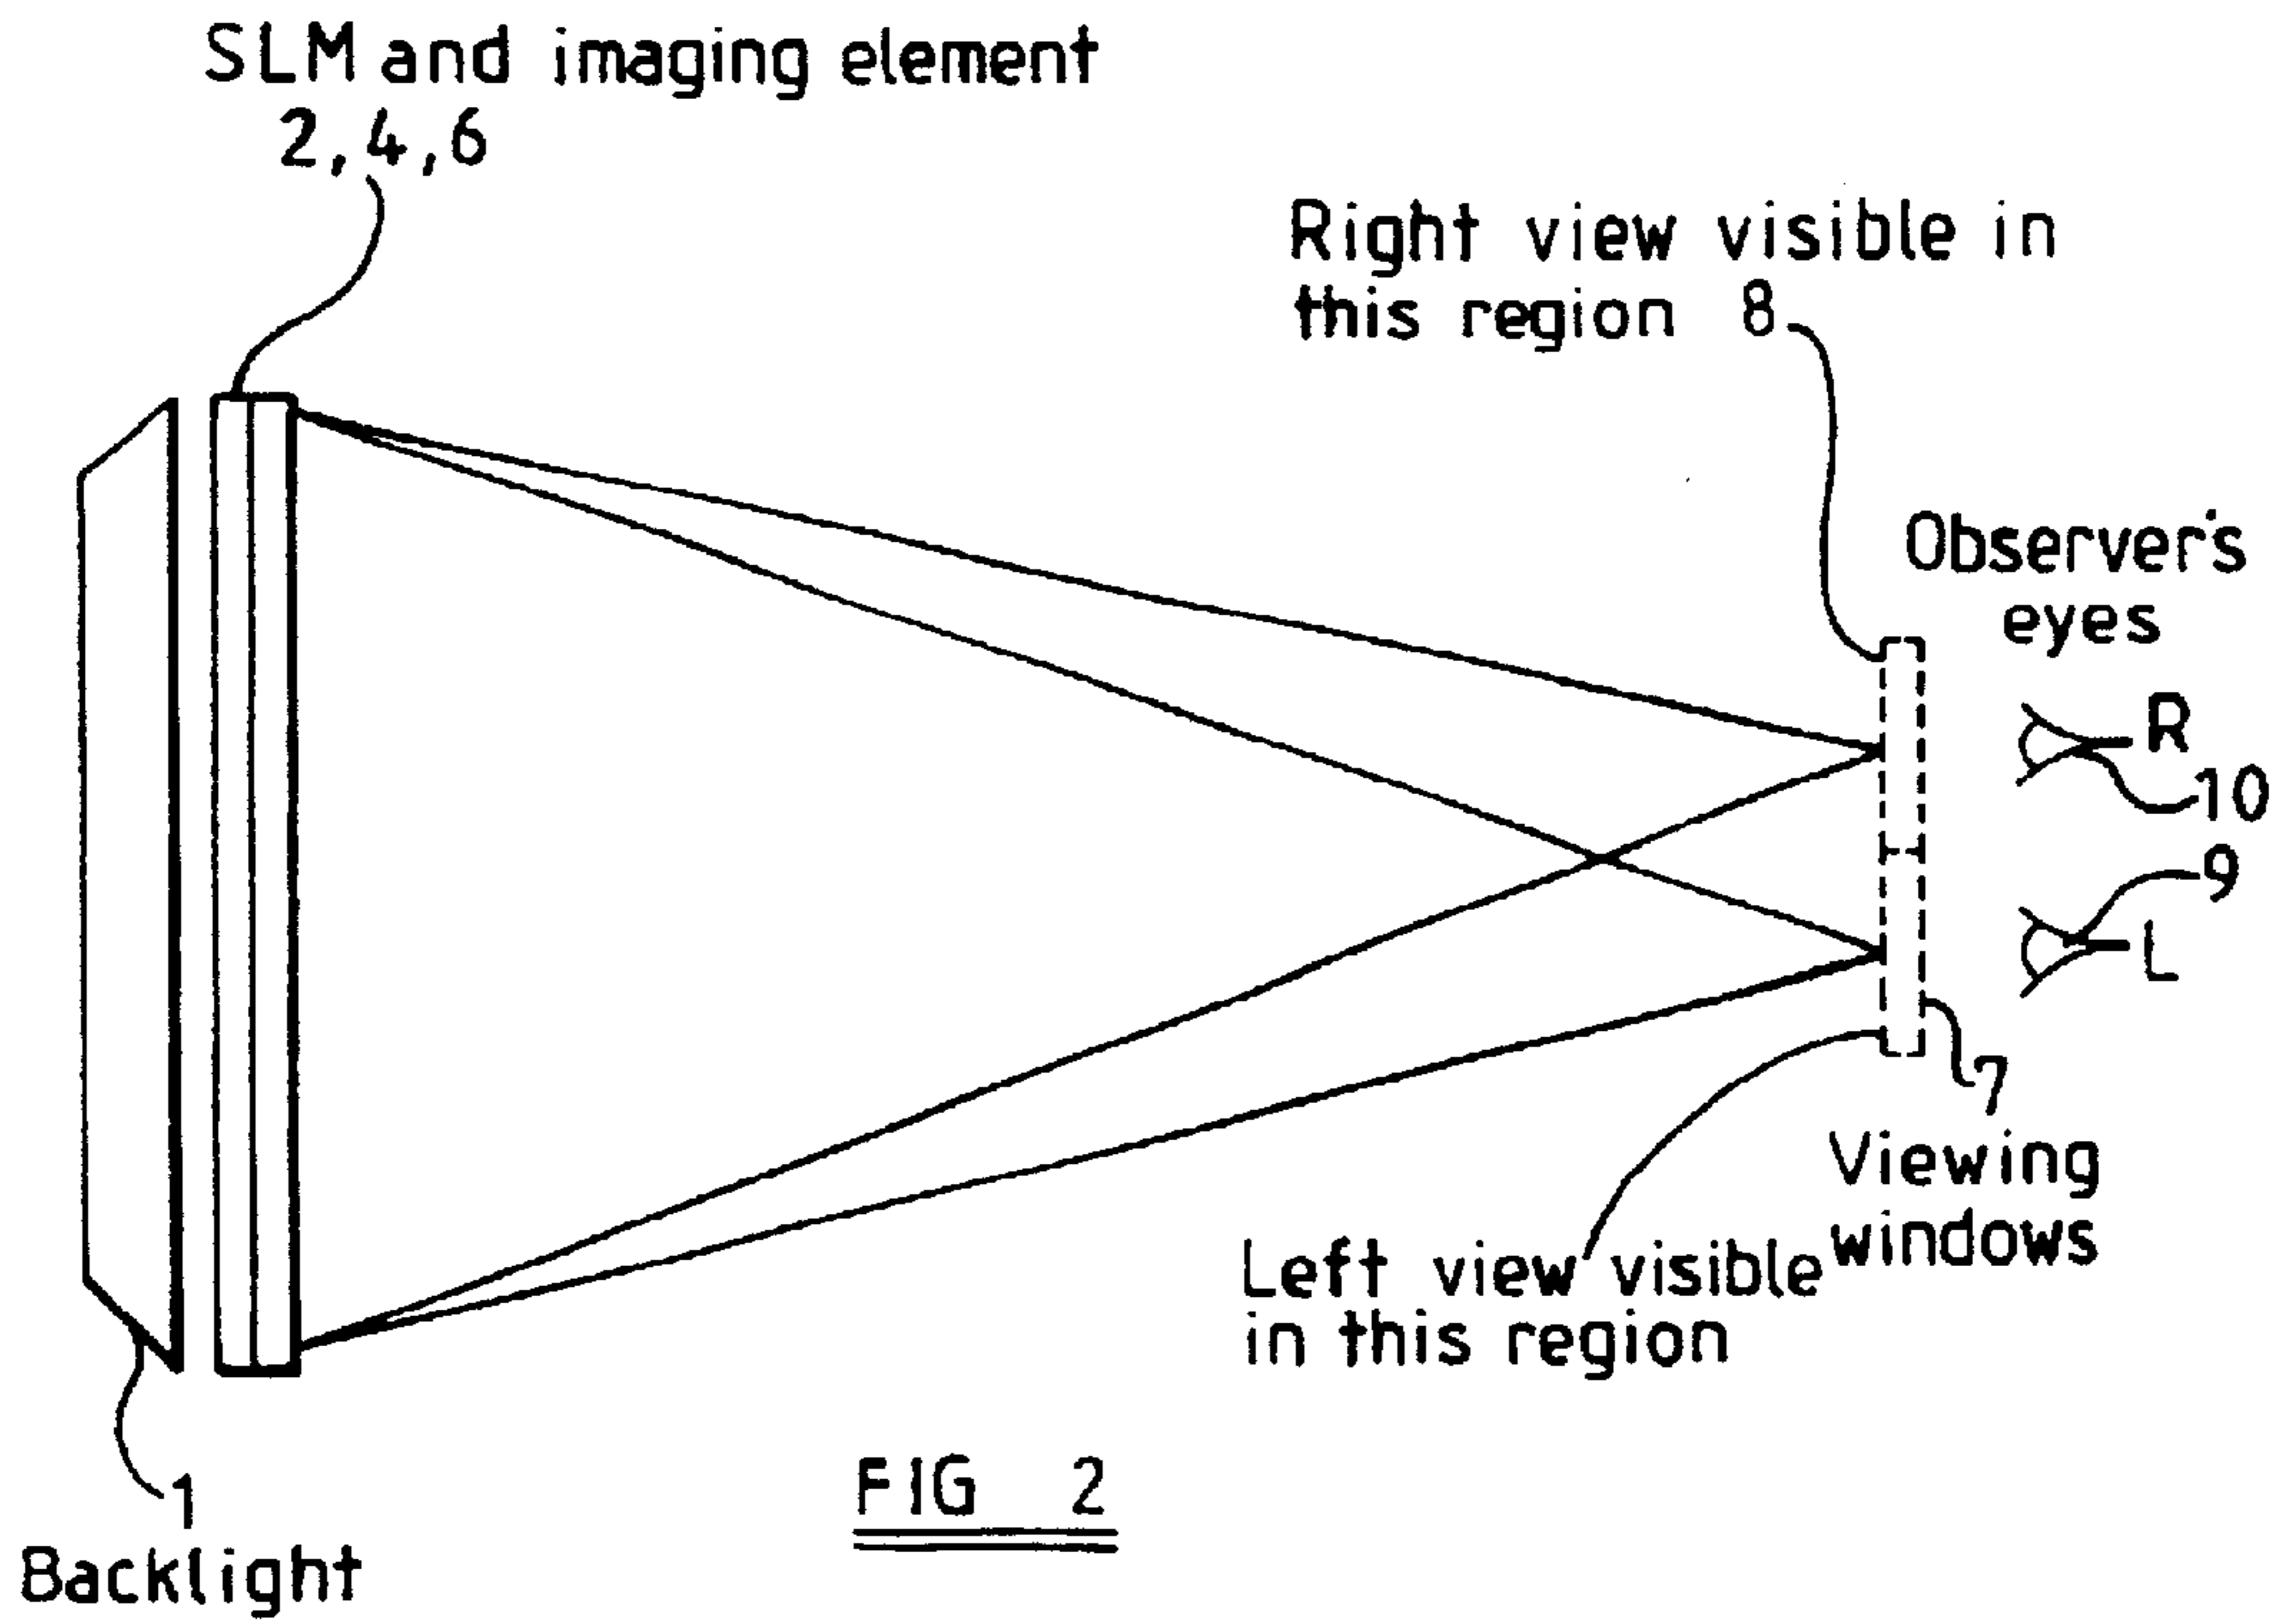 SLM and imaging element
2,4,6
Right view visible in
this region 8
Observer's
eyes
R
10
9
L
7
Viewing
windows
Left view visible
in this region
1
Backlight
FIG 2